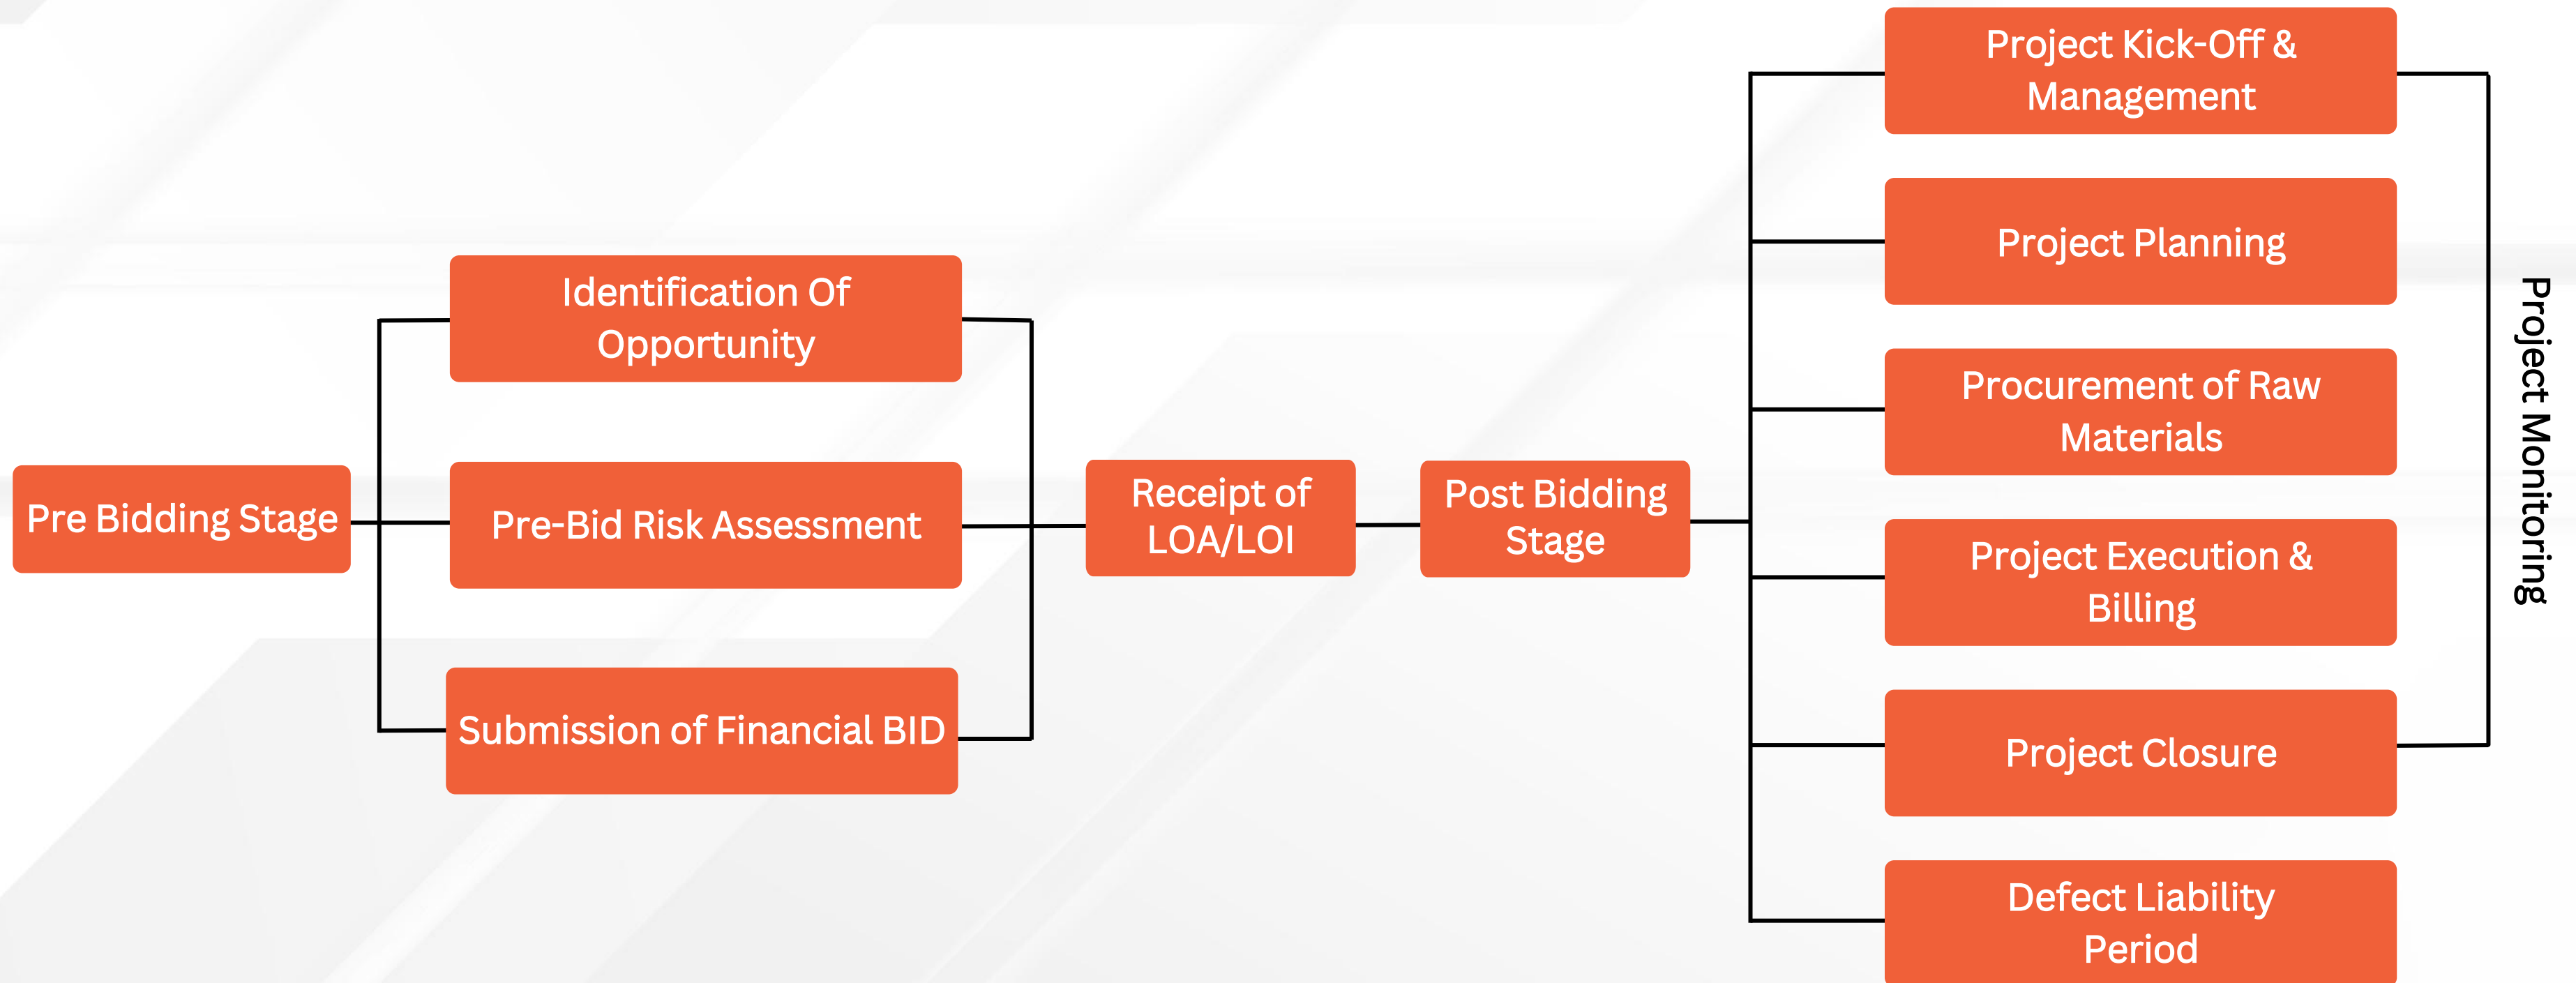 Pre Bidding Stage
Identification Of
Opportunity
Pre-Bid Risk Assessment
Submission of Financial BID
Receipt of
LOA/LOI
Post Bidding
Stage
Project Kick-Off &
Management
Project Planning
Procurement of Raw
Materials
Project Execution &
Billing
Project Closure
Defect Liability
Period
Project Monitoring